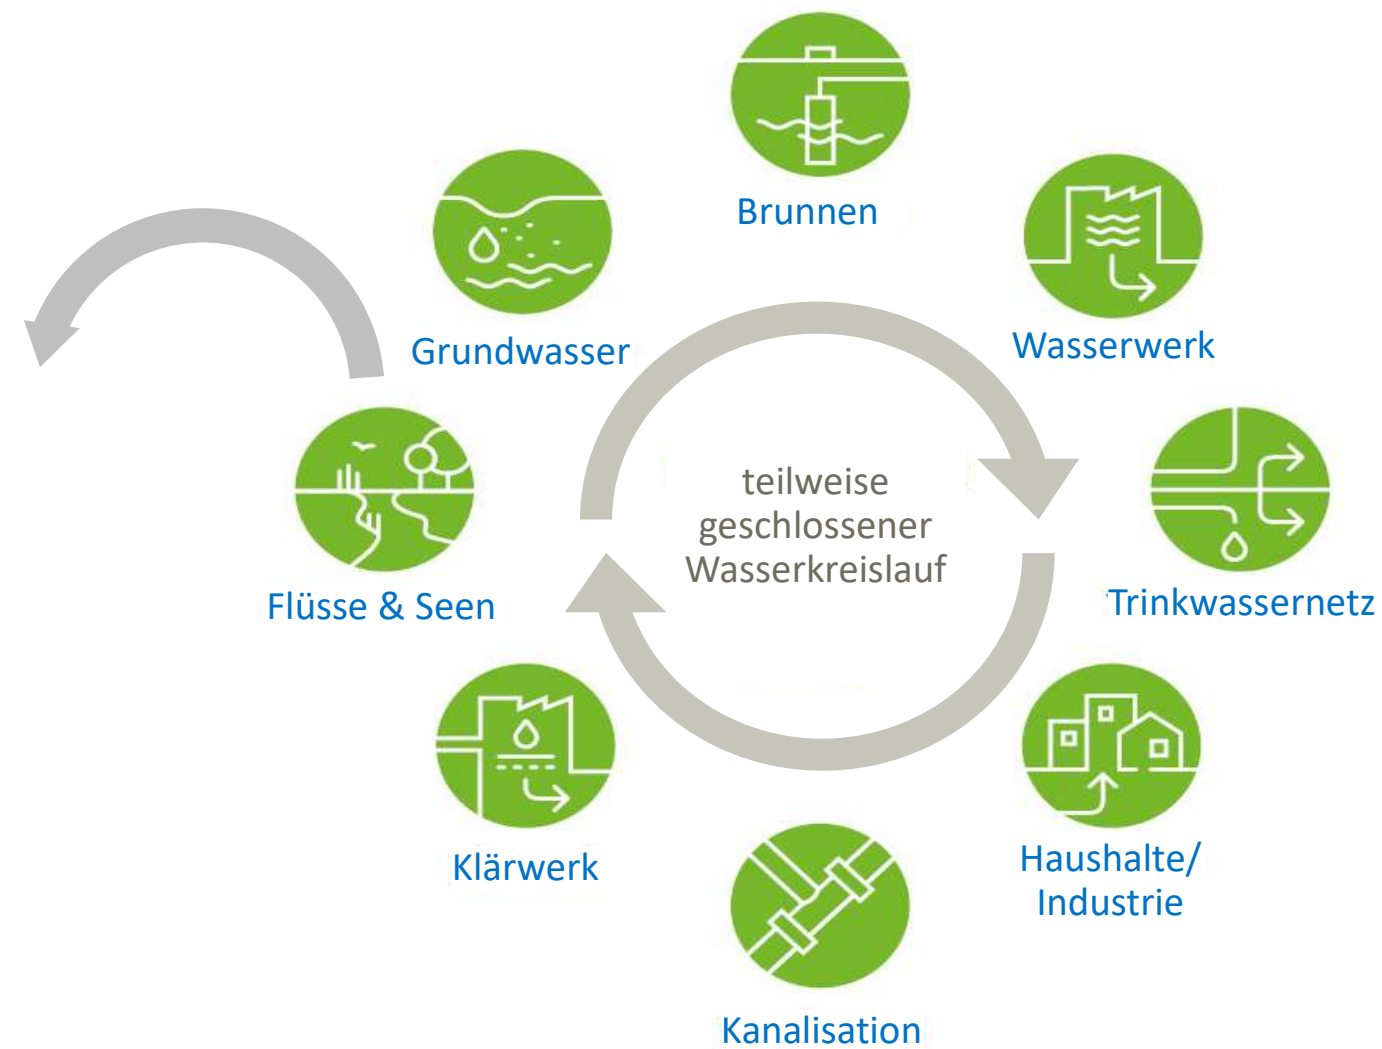 Brunnen
Grundwasser
Wasserwerk
teilweise
geschlossener
Wasserkreislauf
Flüsse & Seen
Trinkwassernetz
Klärwerk
Haushalte/
Industrie
Kanalisation